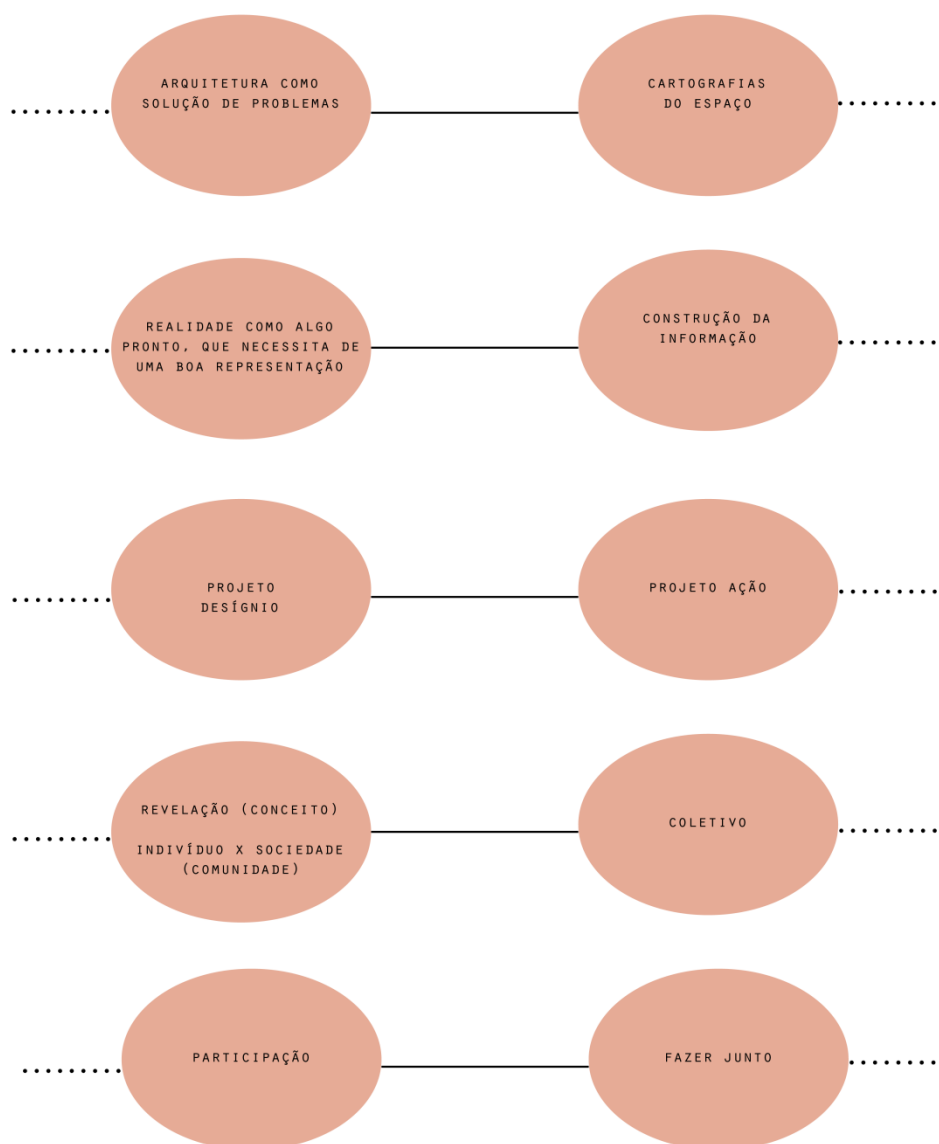 ARQUITETURA COMO
SOLUÇÃO DE PROBLEMAS
CARTOGRAFIAS
DO ESPAÇO
REALIDADE COMO ALGO
PRONTO, QUE NECESSITA DE
UMA BOA REPRESENTAÇÃO
CONSTRUÇÃO DA
INFORMAÇÃO
PROJETO
DESÍGNIO
PROJETO AÇÃO
REVELAÇÃO (CONCEITO)
INDIVÍDUO X SOCIEDADE
(COMUNIDADE)
COLETIVO
PARTICIPAÇÃO
FAZER JUNTO